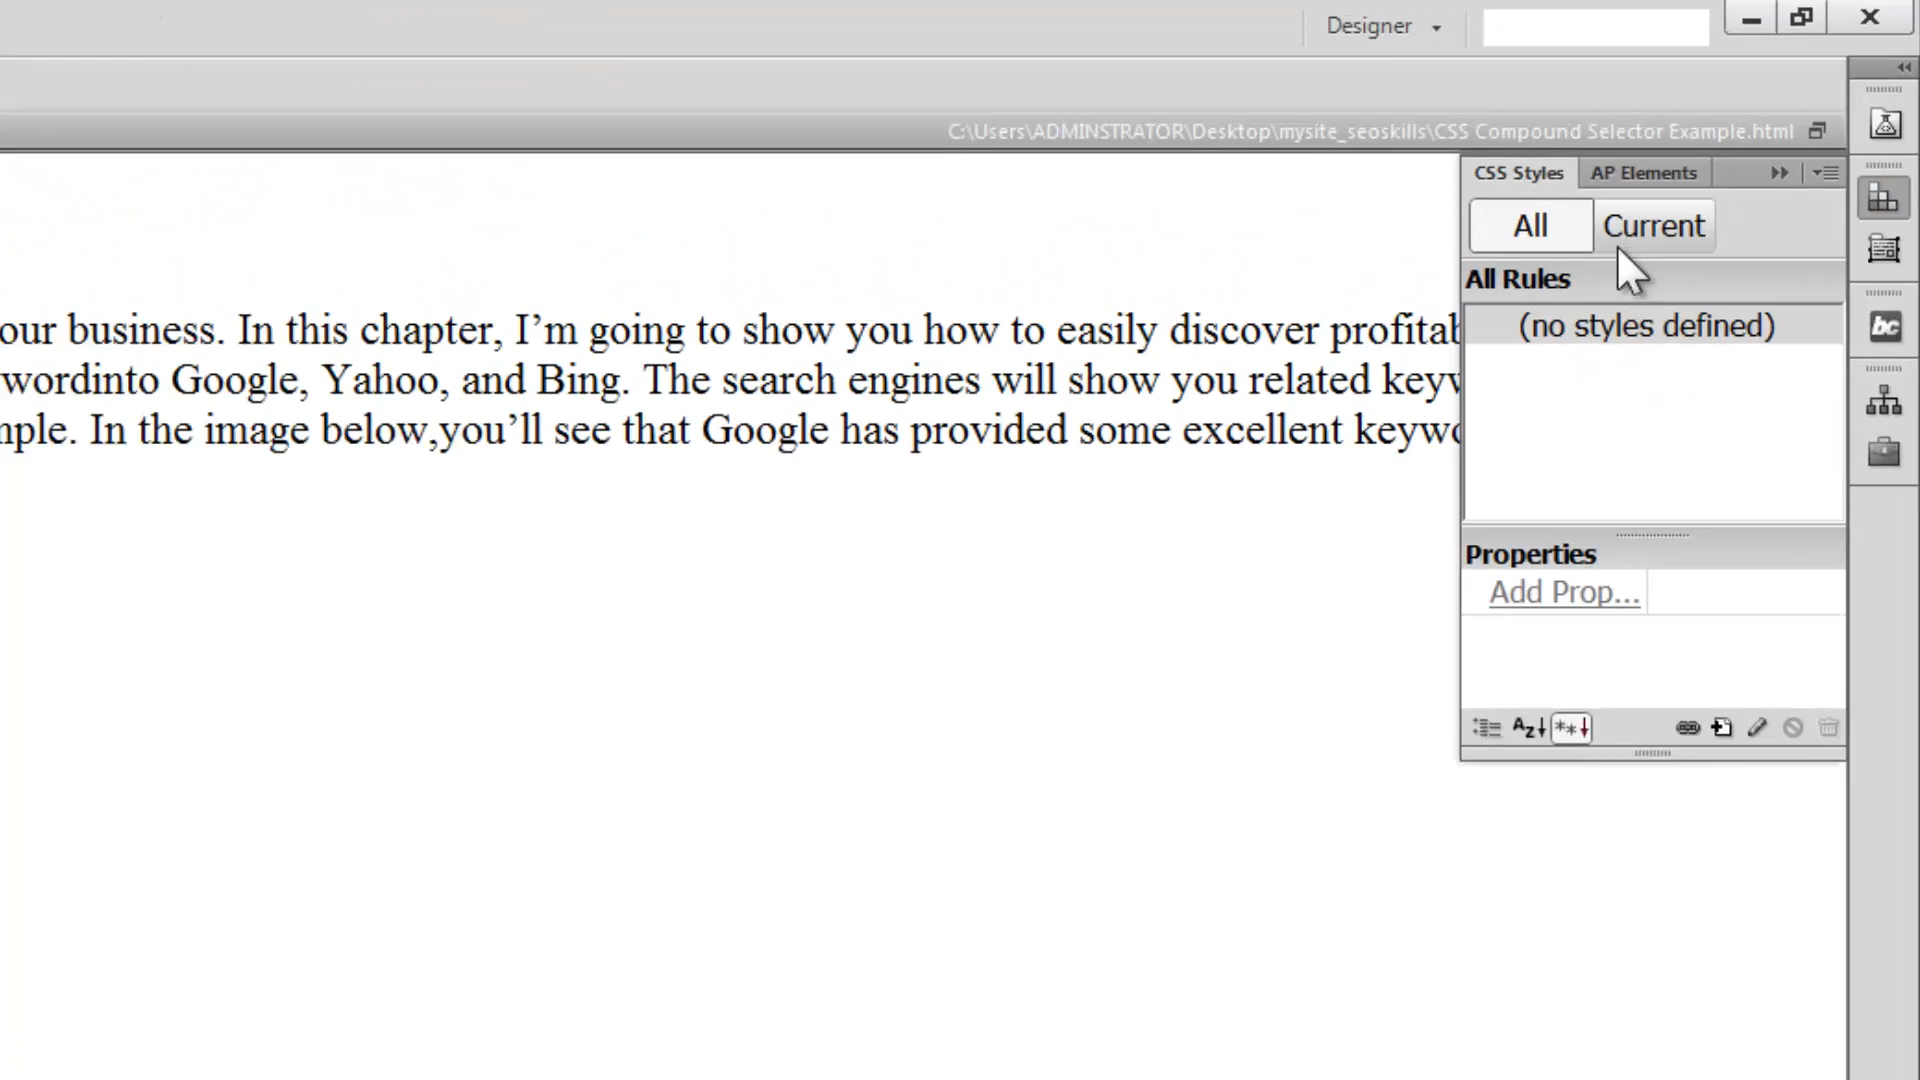 Designer
C:\Users\ADMINSTRATOR\Desktop\mysite_seoskills\CSS Compound Selector Example.html
CSS Styles AP Elements
All Current
All Rules
(no styles defined)
our business. In this chapter, I’m going to show you how to easily discover profitab
wordinto Google, Yahoo, and Bing. The search engines will show you related keyw
mple. In the image below,you’ll see that Google has provided some excellent keywo
Properties
Add Prop...
Az
**
bc